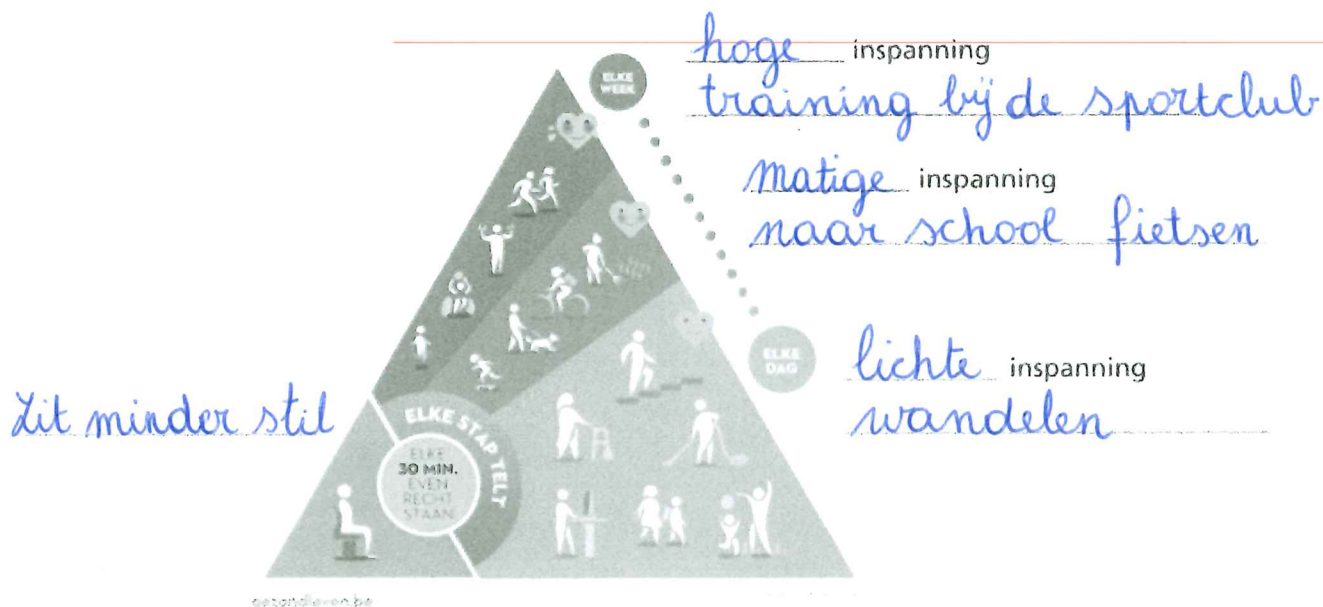 hoge inspanning
training bij de sportclub
ELKE
WEEK
matige inspanning
naar school fietsen
ELKE
DAG
lichte inspanning
wandelen
Zit minder stil
ELKE STAP TELT
ELKE
30 MIN.
EVEN
RECHT
STAAN
gezondleven.be